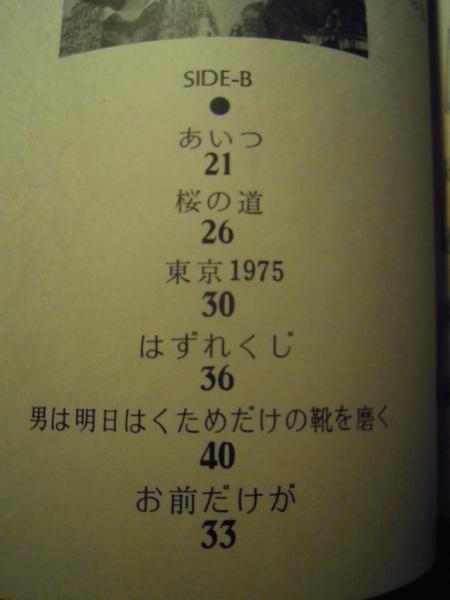 SIDE-B
●
あいつ
21
桜の道
26
東京1975
30
はずれくじ
36
男は明日はくためだけの靴を磨く
40
お前だけが
33